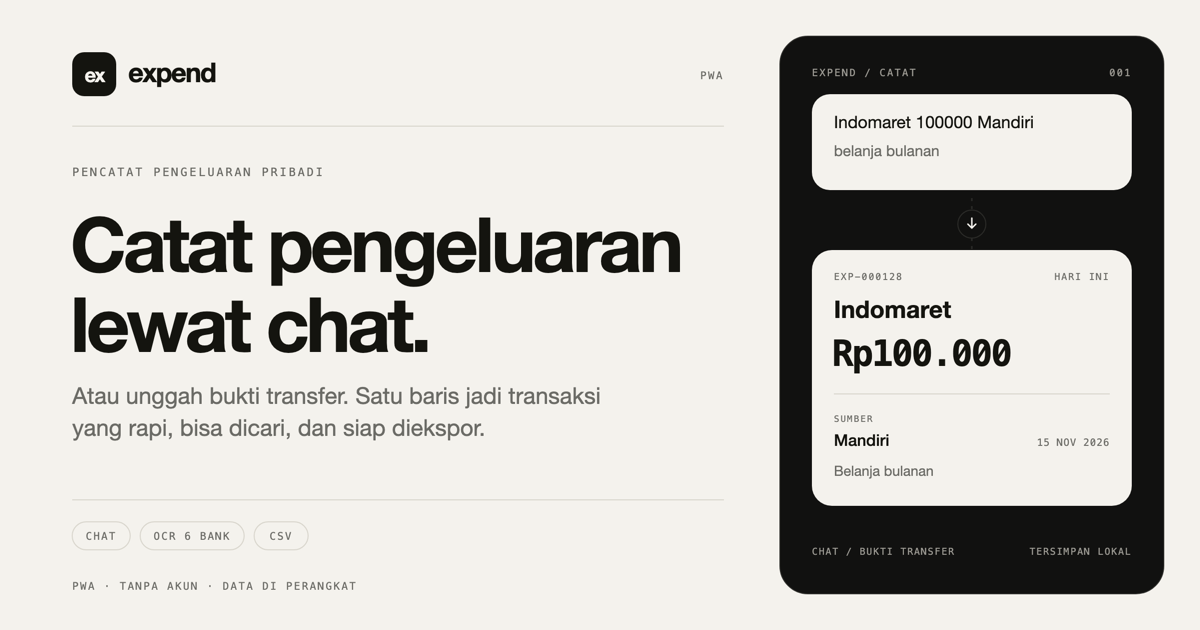 ex expend
PWA
PENCATAT PENGELUARAN PRIBADI
Catat pengeluaran
lewat chat.
Atau unggah bukti transfer. Satu baris jadi transaksi
yang rapi, bisa dicari, dan siap diekspor.
CHAT
OCR 6 BANK
CSV
PWA · TANPA AKUN · DATA DI PERANGKAT
EXPEND / CATAT
001
Indomaret 100000 Mandiri
belanja bulanan
EXP-000128
HARI INI
Indomaret
Rp100.000
SUMBER
Mandiri
15 NOV 2026
Belanja bulanan
CHAT / BUKTI TRANSFER
TERSIMPAN LOKAL